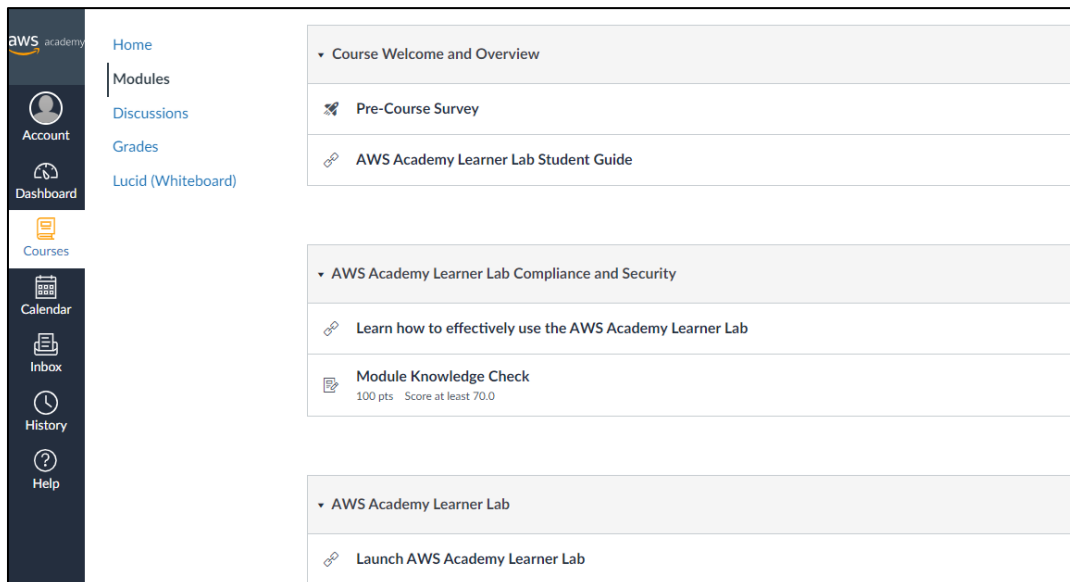 aws academy
Account
Dashboard
Courses
Calendar
Inbox
History
Help
Home
Modules
Discussions
Grades
Lucid (Whiteboard)
Course Welcome and Overview
Pre-Course Survey
AWS Academy Learner Lab Student Guide
AWS Academy Learner Lab Compliance and Security
Learn how to effectively use the AWS Academy Learner Lab
Module Knowledge Check
100 pts Score at least 70.0
AWS Academy Learner Lab
Launch AWS Academy Learner Lab